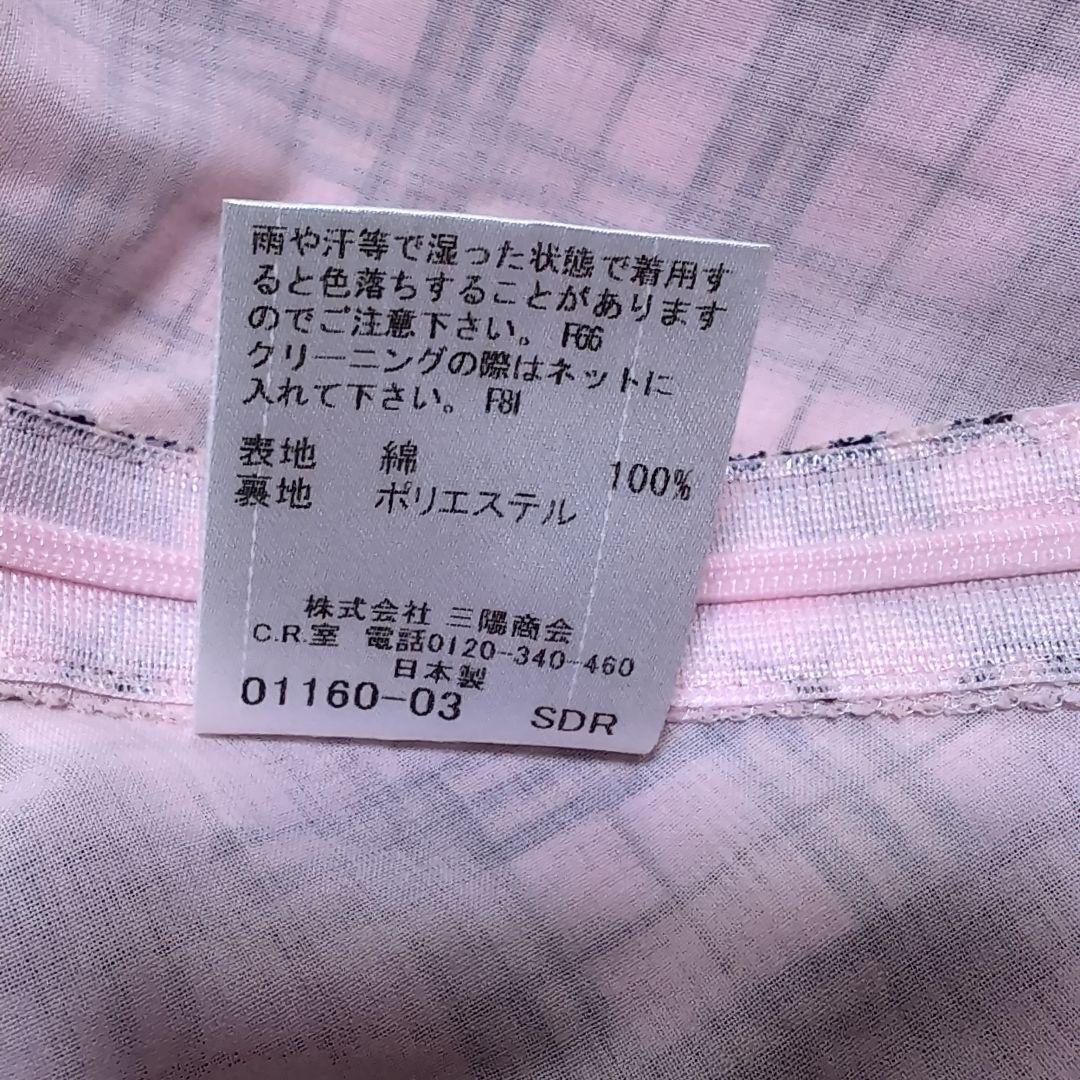 雨や汗等で湿った状態で着用す
ると色落ちすることがあります
のでご注意下さい。 F66
クリーニングの際はネットに
入れて下さい。 F81
表地 綿 100%
裏地 ポリエステル
株式会社 三陽商会
C.R.室 電話0120-340-460
日本製
01160-03 SDR